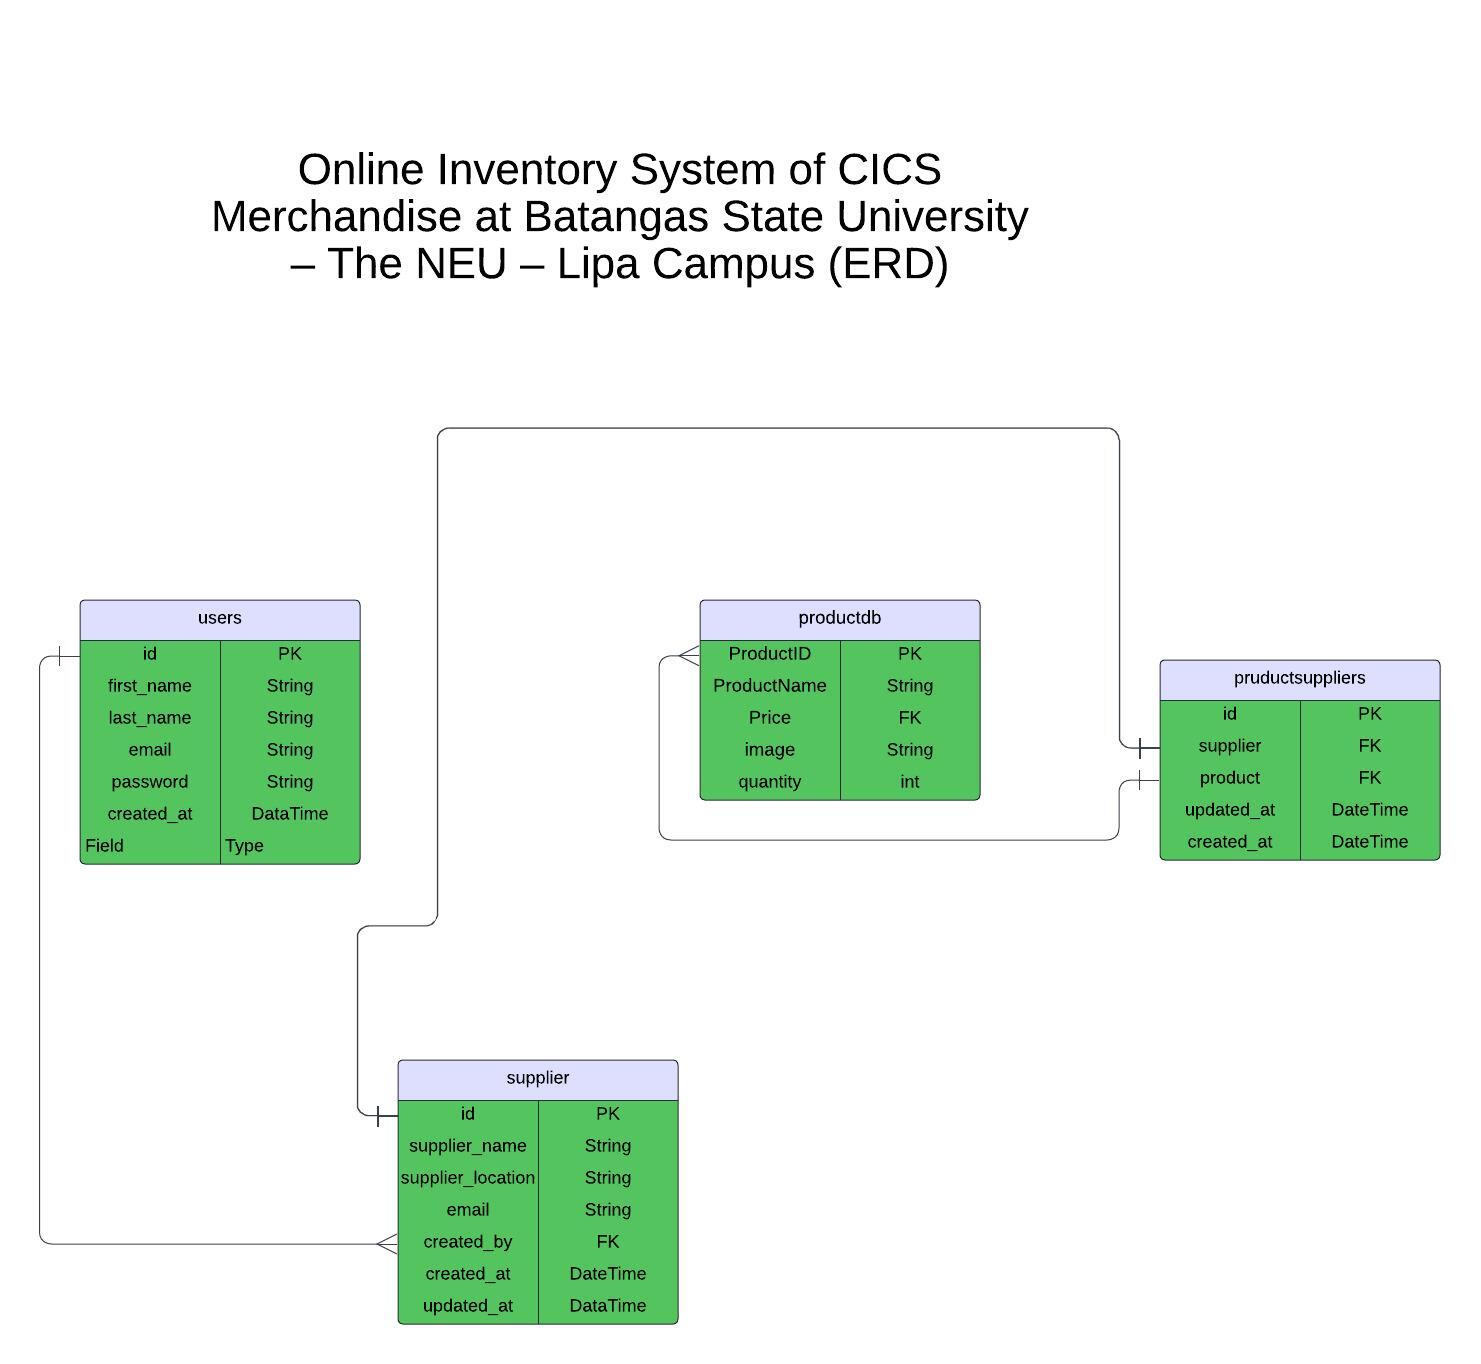 Online Inventory System of CICS
Merchandise at Batangas State University
– The NEU – Lipa Campus (ERD)
users
id PK
first_name String
last_name String
email String
password String
created_at DataTime
Field Type
productdb
ProductID PK
ProductName String
Price FK
image String
quantity int
pruductsuppliers
id PK
supplier FK
product FK
updated_at DateTime
created_at DateTime
supplier
id PK
supplier_name String
supplier_location String
email String
created_by FK
created_at DateTime
updated_at DataTime